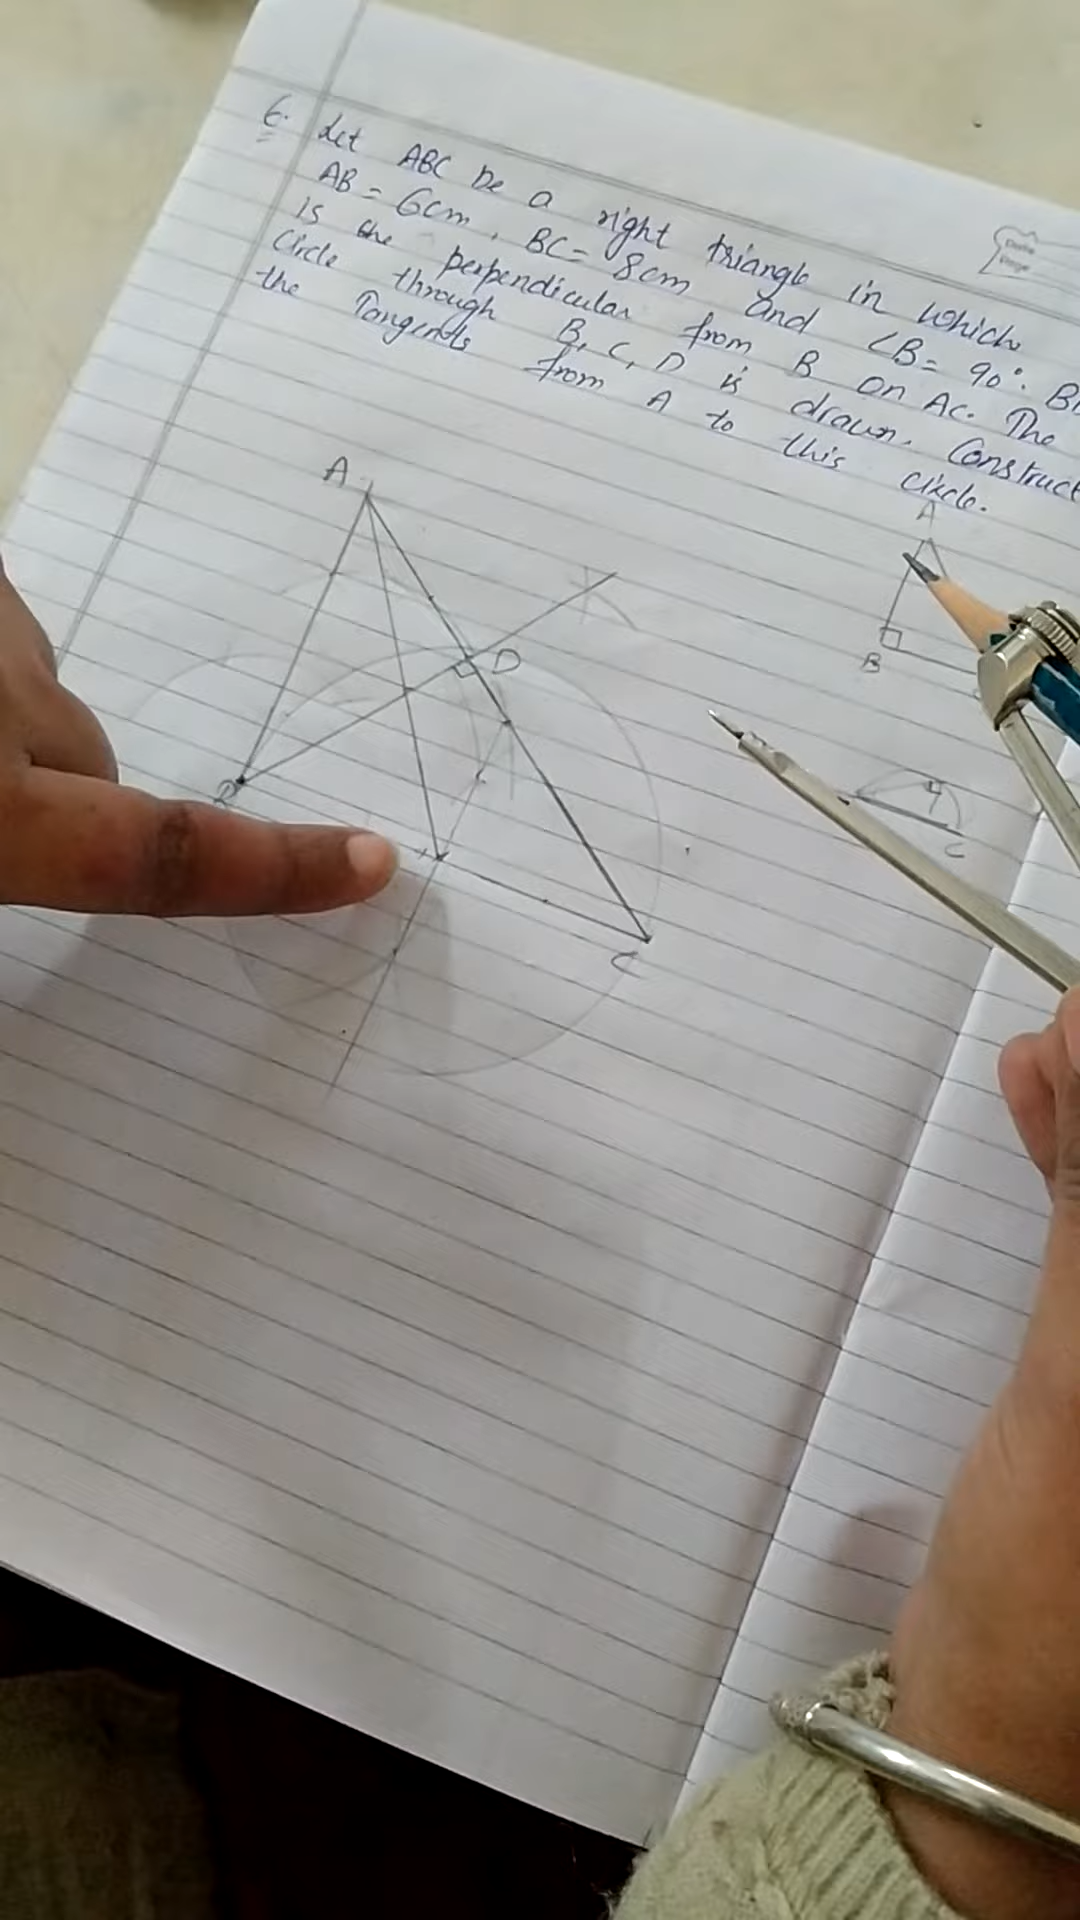 6. Let ABC be a right triangle in which
AB = 6cm, BC = 8cm and ∠B = 90°. B
is the perpendicular from B on AC. The
Circle through B, C, D is drawn. Construct
the Tangents from A to this circle.
A
D
B
C
A
B
C